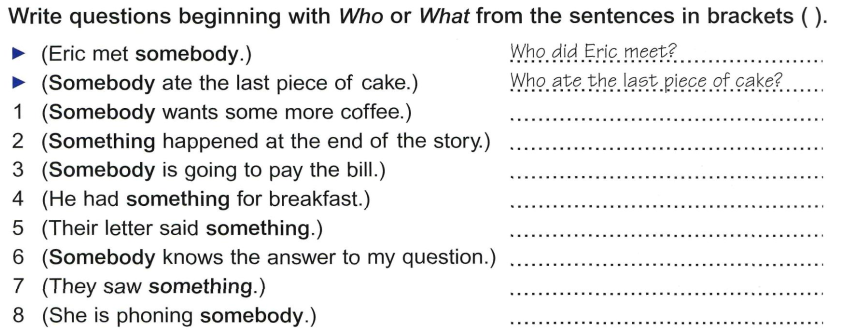 Write questions beginning with Who or What from the sentences in brackets ( ).
► (Eric met somebody.) Who did Eric meet?
► (Somebody ate the last piece of cake.) Who ate the last piece of cake?
1 (Somebody wants some more coffee.)
2 (Something happened at the end of the story.)
3 (Somebody is going to pay the bill.)
4 (He had something for breakfast.)
5 (Their letter said something.)
6 (Somebody knows the answer to my question.)
7 (They saw something.)
8 (She is phoning somebody.)